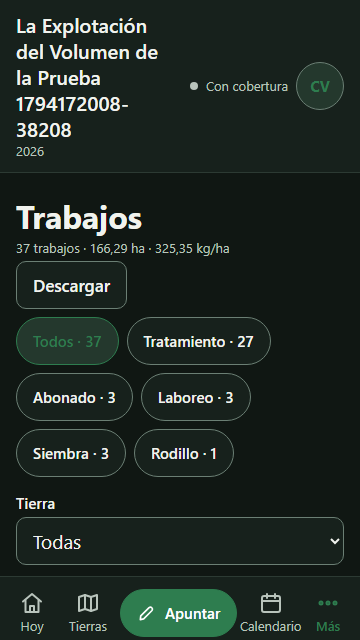 La Explotación
del Volumen de
la Prueba
1794172008-
38208
2026
Con cobertura
CV
Trabajos
37 trabajos · 166,29 ha · 325,35 kg/ha
Descargar
Todos · 37
Tratamiento · 27
Abonado · 3
Laboreo · 3
Siembra · 3
Rodillo · 1
Tierra
Todas
Hoy
Tierras
Apuntar
Calendario
Más